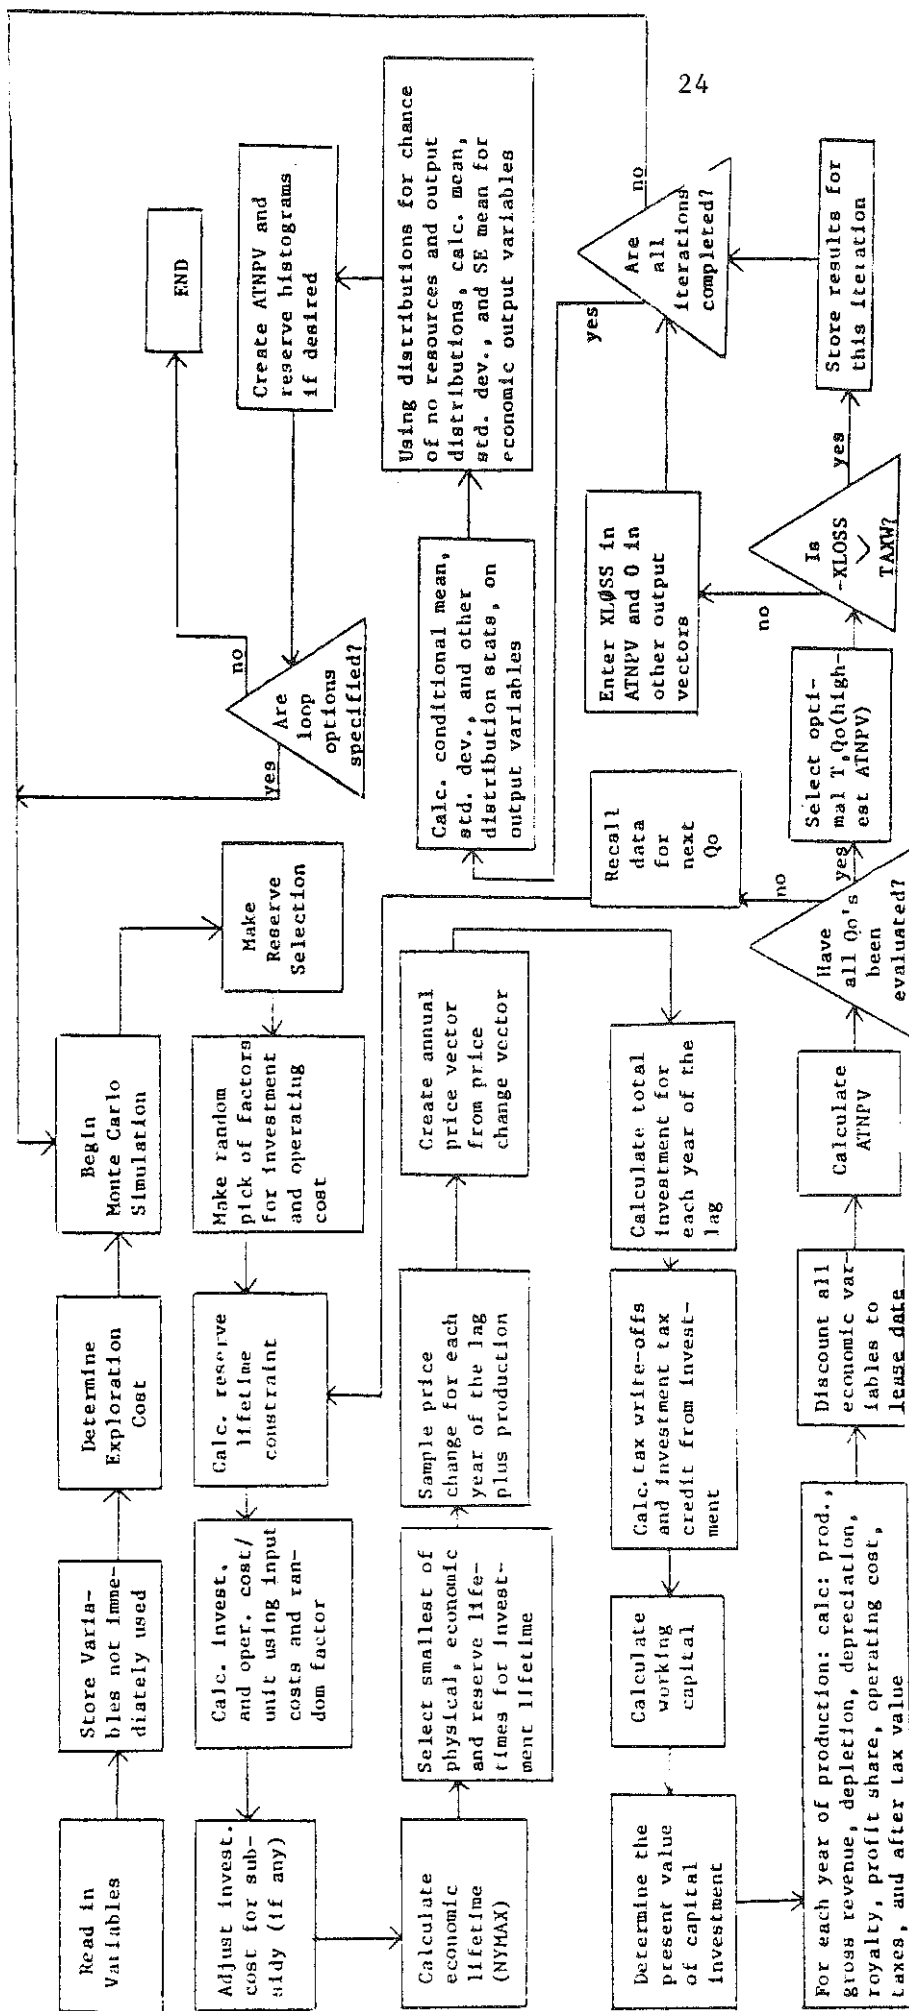 24
Read in
Variables
Store Varia-
bles not imme-
diately used
Determine
Exploration
Cost
Begin
Monte Carlo
Simulation
Make
Reserve
Selection
Make random
pick of factors
for investment
and operating
cost
Calc. reserve
lifetime
constraint
Calc. invest.
and oper. cost/
unit using input
costs and ran-
dom factor
Adjust invest.
cost for sub-
sidy (if any)
Calculate
economic
lifetime
(NYMAX)
Select smallest of
physical, economic
and reserve life-
times for invest-
ment lifetime
Sample price
change for each
year of the lag
plus production
Create annual
price vector
from price
change vector
Calculate total
investment for
each year of the
lag
Calc. tax write-offs
and investment tax
credit from invest-
ment
Calculate
working
capital
Determine the
present value
of capital
investment
For each year of production: calc: prod.,
gross revenue, depletion, depreciation,
royalty, profit share, operating cost,
taxes, and after tax value
Discount all
economic var-
iables to
lease date
Calculate
ATNPV
Have
all Qo's
been
evaluated?
no
yes
Recall
data
for
next
Qo
Select opti-
mal T,Qo(high-
est ATNPV)
Is
-XLOSS
>
TAXW?
no
yes
Enter XLØSS in
ATNPV and 0 in
other output
vectors
Store results for
this iteration
Are
all
iterations
completed?
yes
no
Calc. conditional mean,
std. dev., and other
distribution stats, on
output variables
Using distributions for chance
of no resources and output
distributions, calc. mean,
std. dev., and SE mean for
economic output variables
Create ATNPV and
reserve histograms
if desired
Are
loop
options
specified?
yes
no
END